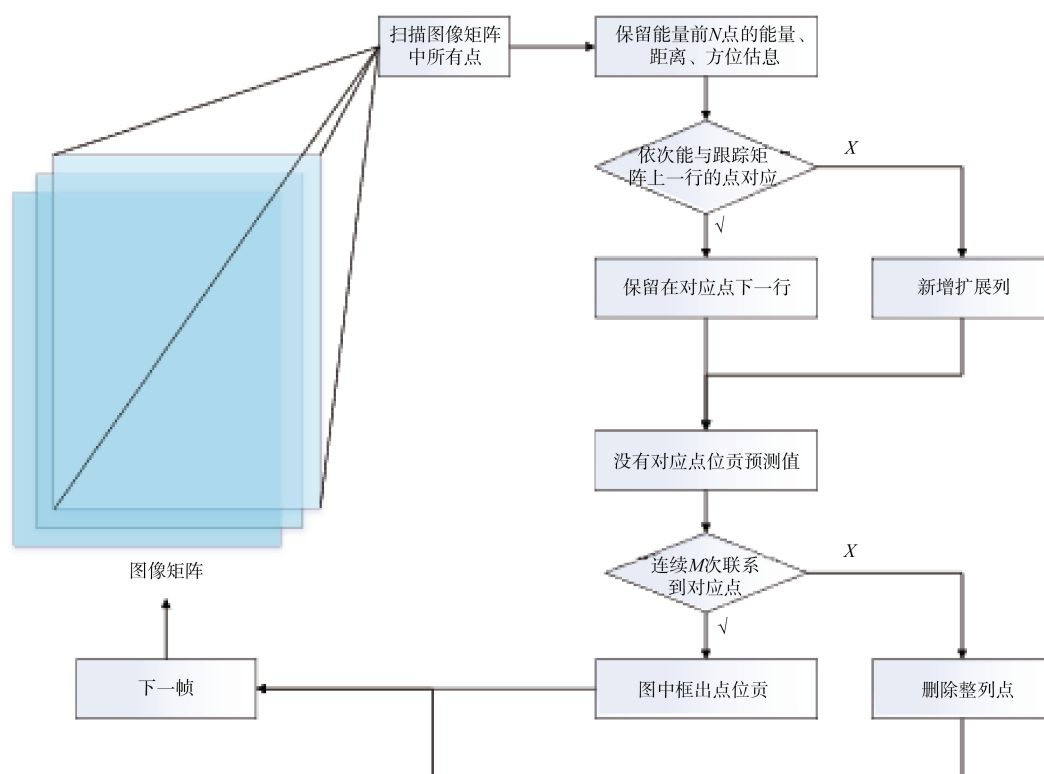 扫描图像矩阵
中所有点
保留能量前N点的能量、
距离、方位估息
依次能与跟踪矩
阵上一行的点对应
X
√
保留在对应点下一行
新增扩展列
没有对应点位贡预测值
连续M次联系
到对应点
X
√
图像矩阵
下一帧
图中框出点位贡
删除整列点